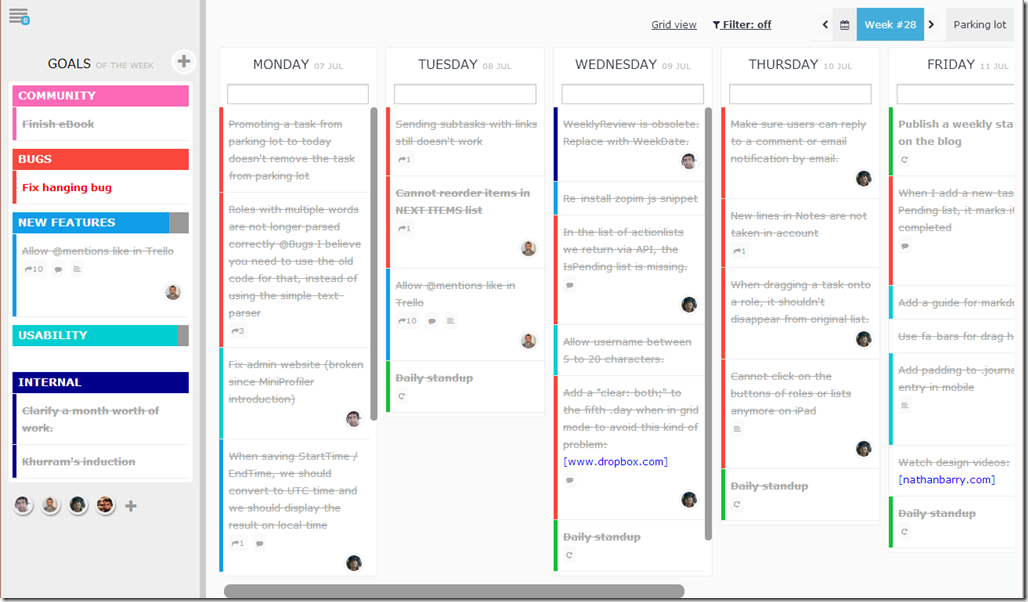 0
Grid view
Filter: off
Week #28
Parking lot
GOALS OF THE WEEK
COMMUNITY
Finish eBook
BUGS
Fix hanging bug
NEW FEATURES
Allow @mentions like in Trello
10
USABILITY
INTERNAL
Clarify a month worth of
work.
Khurram's induction
MONDAY 07 JUL
Promoting a task from
parking lot to today
doesn't remove the task
from parking lot
Roles with multiple words
are not longer parsed
correctly @Bugs I believe
you need to use the old
code for that, instead of
using the simple-text-
parser
3
Fix admin website (broken
since MiniProfiler
introduction)
When saving StartTime /
EndTime, we should
convert to UTC time and
we should display the
result on local time
1
TUESDAY 08 JUL
Sending subtasks with links
still doesn't work
1
Cannot reorder items in
NEXT ITEMS list
1
Allow @mentions like in
Trello
10
Daily standup
WEDNESDAY 09 JUL
WeeklyReview is obsolete.
Replace with WeekDate.
Re-install zopim js snippet
In the list of actionlists
we return via API, the
IsPending list is missing.
Allow username between
5 to 20 characters.
Add a "clear: both;" to
the fifth .day when in grid
mode to avoid this kind of
problem:
[www.dropbox.com]
Daily standup
THURSDAY 10 JUL
Make sure users can reply
to a comment or email
notification by email.
New lines in Notes are not
taken in account
1
When dragging a task onto
a role, it shouldn't
disappear from original list.
Cannot click on the
buttons of roles or lists
anymore on iPad
Daily standup
FRIDAY 11 JUL
Publish a weekly sta
on the blog
When I add a new tas
Pending list, it marks it
completed
Add a guide for markdo
Use fa-bars for drag h
Add padding to .journa
entry in mobile
Watch design videos:
[nathanbarry.com]
Daily standup